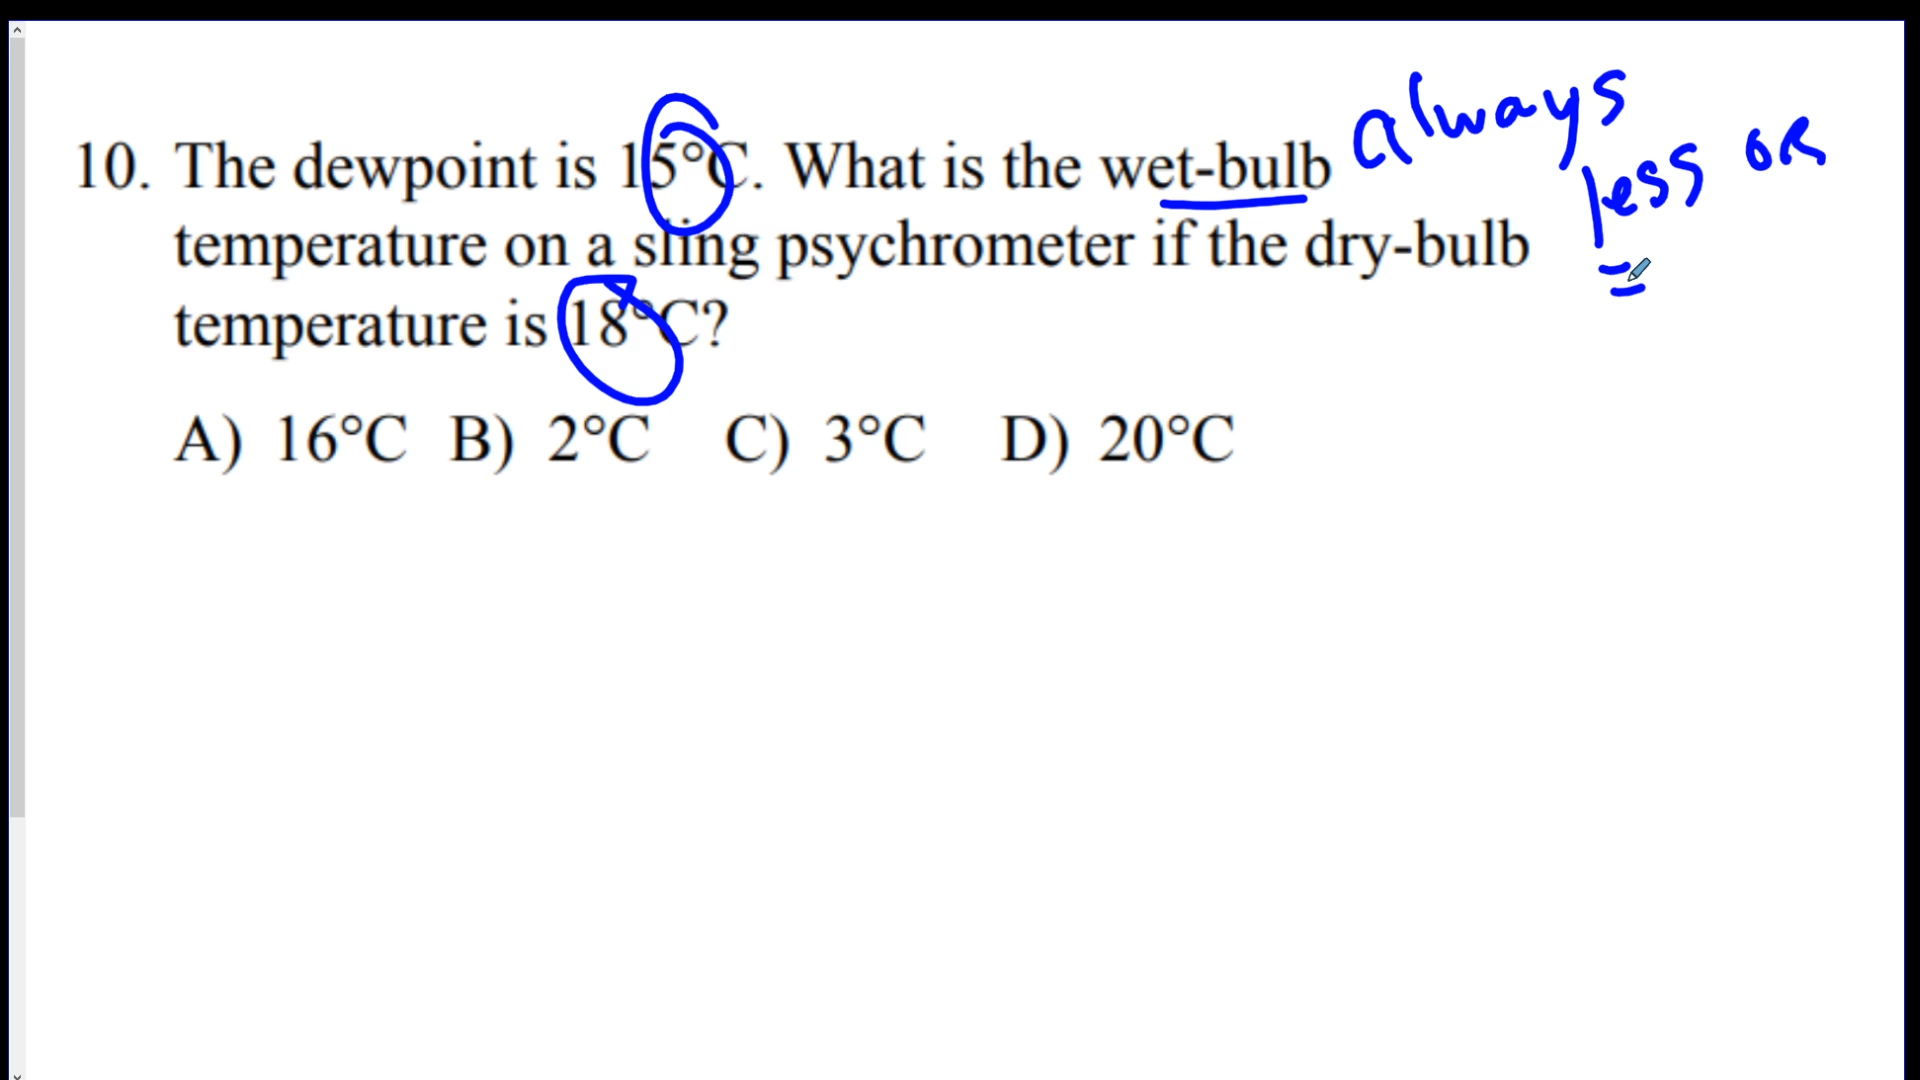 10. The dewpoint is 15°C. What is the wet-bulb
temperature on a sling psychrometer if the dry-bulb
temperature is 18°C?
A) 16°C B) 2°C C) 3°C D) 20°C
always
less or
=